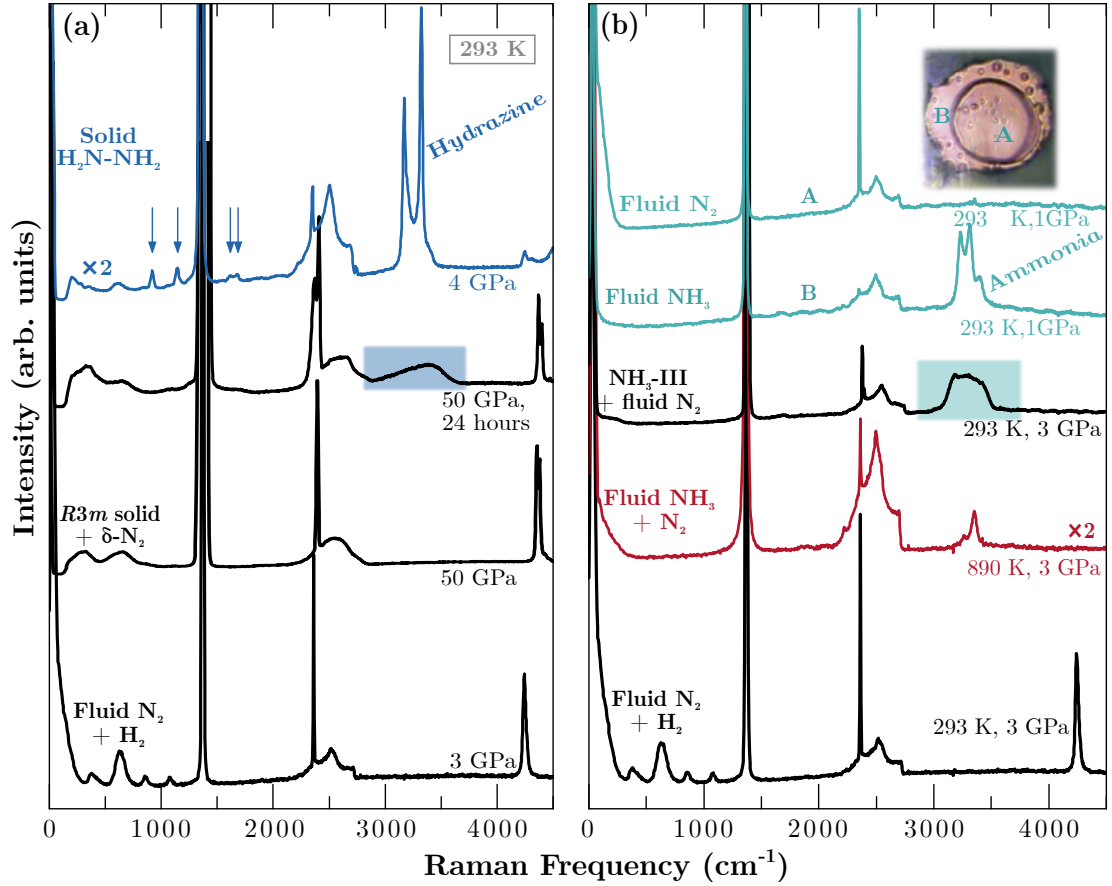 (a)
293 K
Solid
H₂N-NH₂
Hydrazine
×2
4 GPa
50 GPa,
24 hours
R3m solid
+ δ-N₂
50 GPa
Fluid N₂
+ H₂
3 GPa
0 1000 2000 3000 4000
(b)
B
A
Fluid N₂
A
293 K,1GPa
Ammonia
Fluid NH₃
B
293 K,1GPa
NH₃-III
+ fluid N₂
293 K, 3 GPa
Fluid NH₃
+ N₂
×2
890 K, 3 GPa
Fluid N₂
+ H₂
293 K, 3 GPa
0 1000 2000 3000 4000
Intensity (arb. units)
Raman Frequency (cm⁻¹)